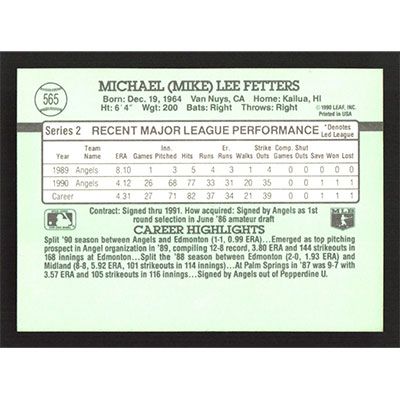 565
MICHAEL (MIKE) LEE FETTERS
Born: Dec. 19, 1964 Van Nuys, CA Home: Kailua, HI
Ht: 6'4" Wgt: 200 Bats: Right Throws: Right
©1990 LEAF, INC.
Printed in USA
Series 2 RECENT MAJOR LEAGUE PERFORMANCE *Denotes Led League
Year Team Name ERA Games Inn. Pitched Hits Runs Er. Runs Walks Strike Outs Comp. Games Shut Outs Save Won Lost
1989 Angels 8.10 1 3 5 4 3 1 4 0 0 0 0 0
1990 Angels 4.12 26 68 77 33 31 20 35 0 0 1 1 1
Career 4.31 27 71 82 37 34 21 39 0 0 1 1 1
Contract: Signed thru 1991. How acquired: Signed by Angels as 1st
round selection in June '86 amateur draft
CAREER HIGHLIGHTS
Split '90 season between Angels and Edmonton (1-1, 0.99 ERA)...Emerged as top pitching
prospect in Angel organization in '89, compiling 12-8 record, 3.80 ERA and 144 strikeouts in
168 innings at Edmonton...Split the '88 season between Edmonton (2-0, 1.93 ERA) and
Midland (8-8, 5.92 ERA, 101 strikeouts in 114 innings)...At Palm Springs in '87 was 9-7 with
3.57 ERA and 105 strikeouts in 116 innings...Signed by Angels out of Pepperdine U.